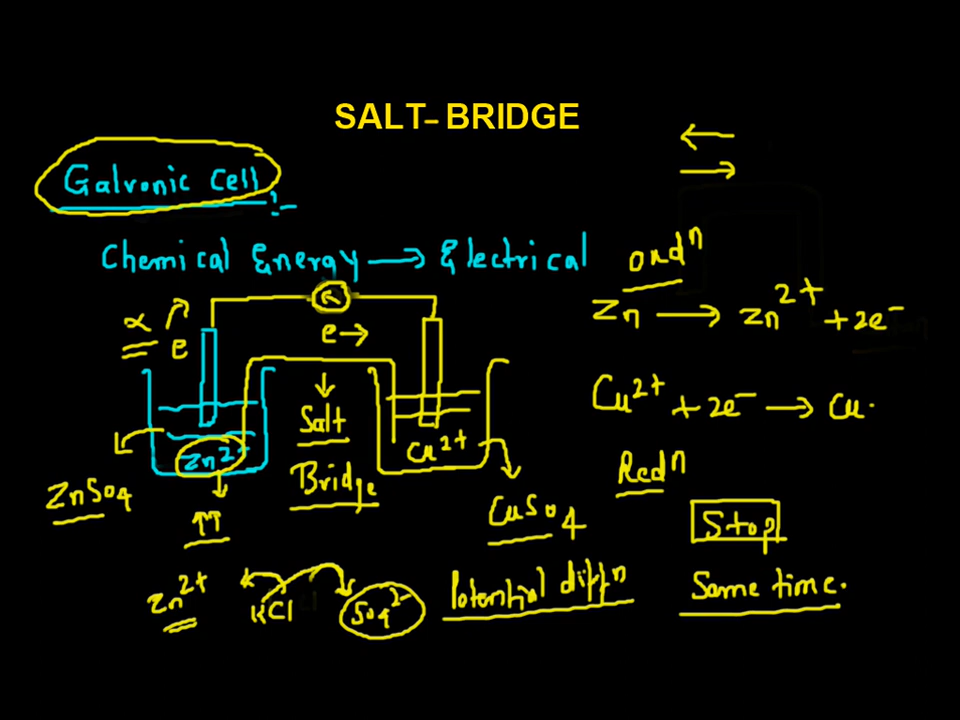 SALT– BRIDGE
Galvonic Cell :-
Chemical Energy → Electrical
oxdⁿ
Zn → Zn²⁺ + 2e⁻
e
e →
Cu²⁺ + 2e⁻ → Cu.
Redⁿ
Salt
Bridge
Zn²⁺
Cu²⁺
ZnSO4
↑↑
CuSO4
Stop
Zn²⁺
KCl
SO4²⁻
Potential diffⁿ
Same time.